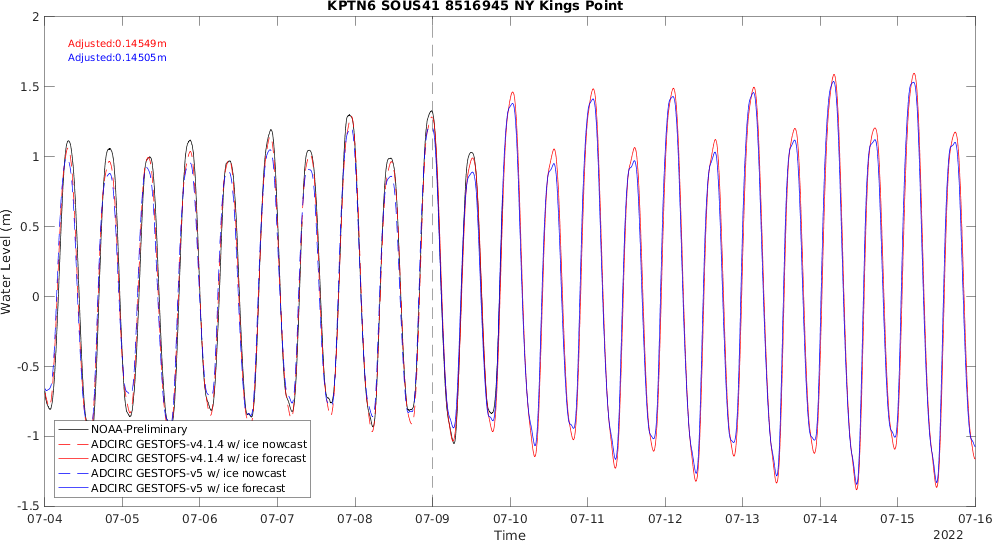 KPTN6 SOUS41 8516945 NY Kings Point
Adjusted:0.14549m
Adjusted:0.14505m
Water Level (m)
2
1.5
1
0.5
0
-0.5
-1
-1.5
NOAA-Preliminary
ADCIRC GESTOFS-v4.1.4 w/ ice nowcast
ADCIRC GESTOFS-v4.1.4 w/ ice forecast
ADCIRC GESTOFS-v5 w/ ice nowcast
ADCIRC GESTOFS-v5 w/ ice forecast
07-04 07-05 07-06 07-07 07-08 07-09 07-10 07-11 07-12 07-13 07-14 07-15 07-16
Time
2022